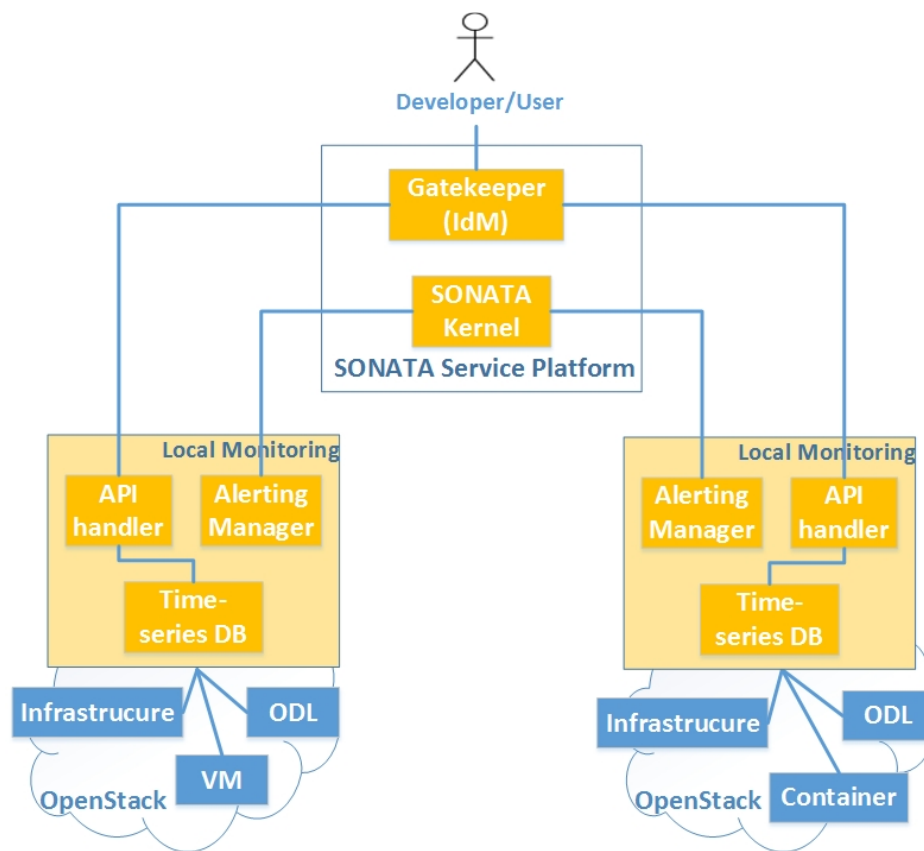 Developer/User
Gatekeeper
(IdM)
SONATA
Kernel
SONATA Service Platform
Local Monitoring
API
handler
Alerting
Manager
Time-
series DB
Infrastrucure
ODL
VM
OpenStack
Local Monitoring
Alerting
Manager
API
handler
Time-
series DB
Infrastrucure
ODL
Container
OpenStack